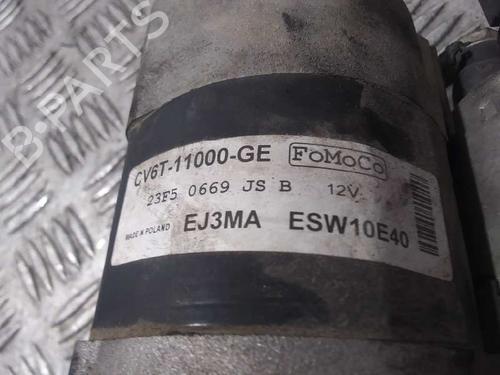 B-PARTS
CV6T-11000-GE FoMoCo
23F5 0669 JS B 12V
MADE IN POLAND EJ3MA ESW10E40